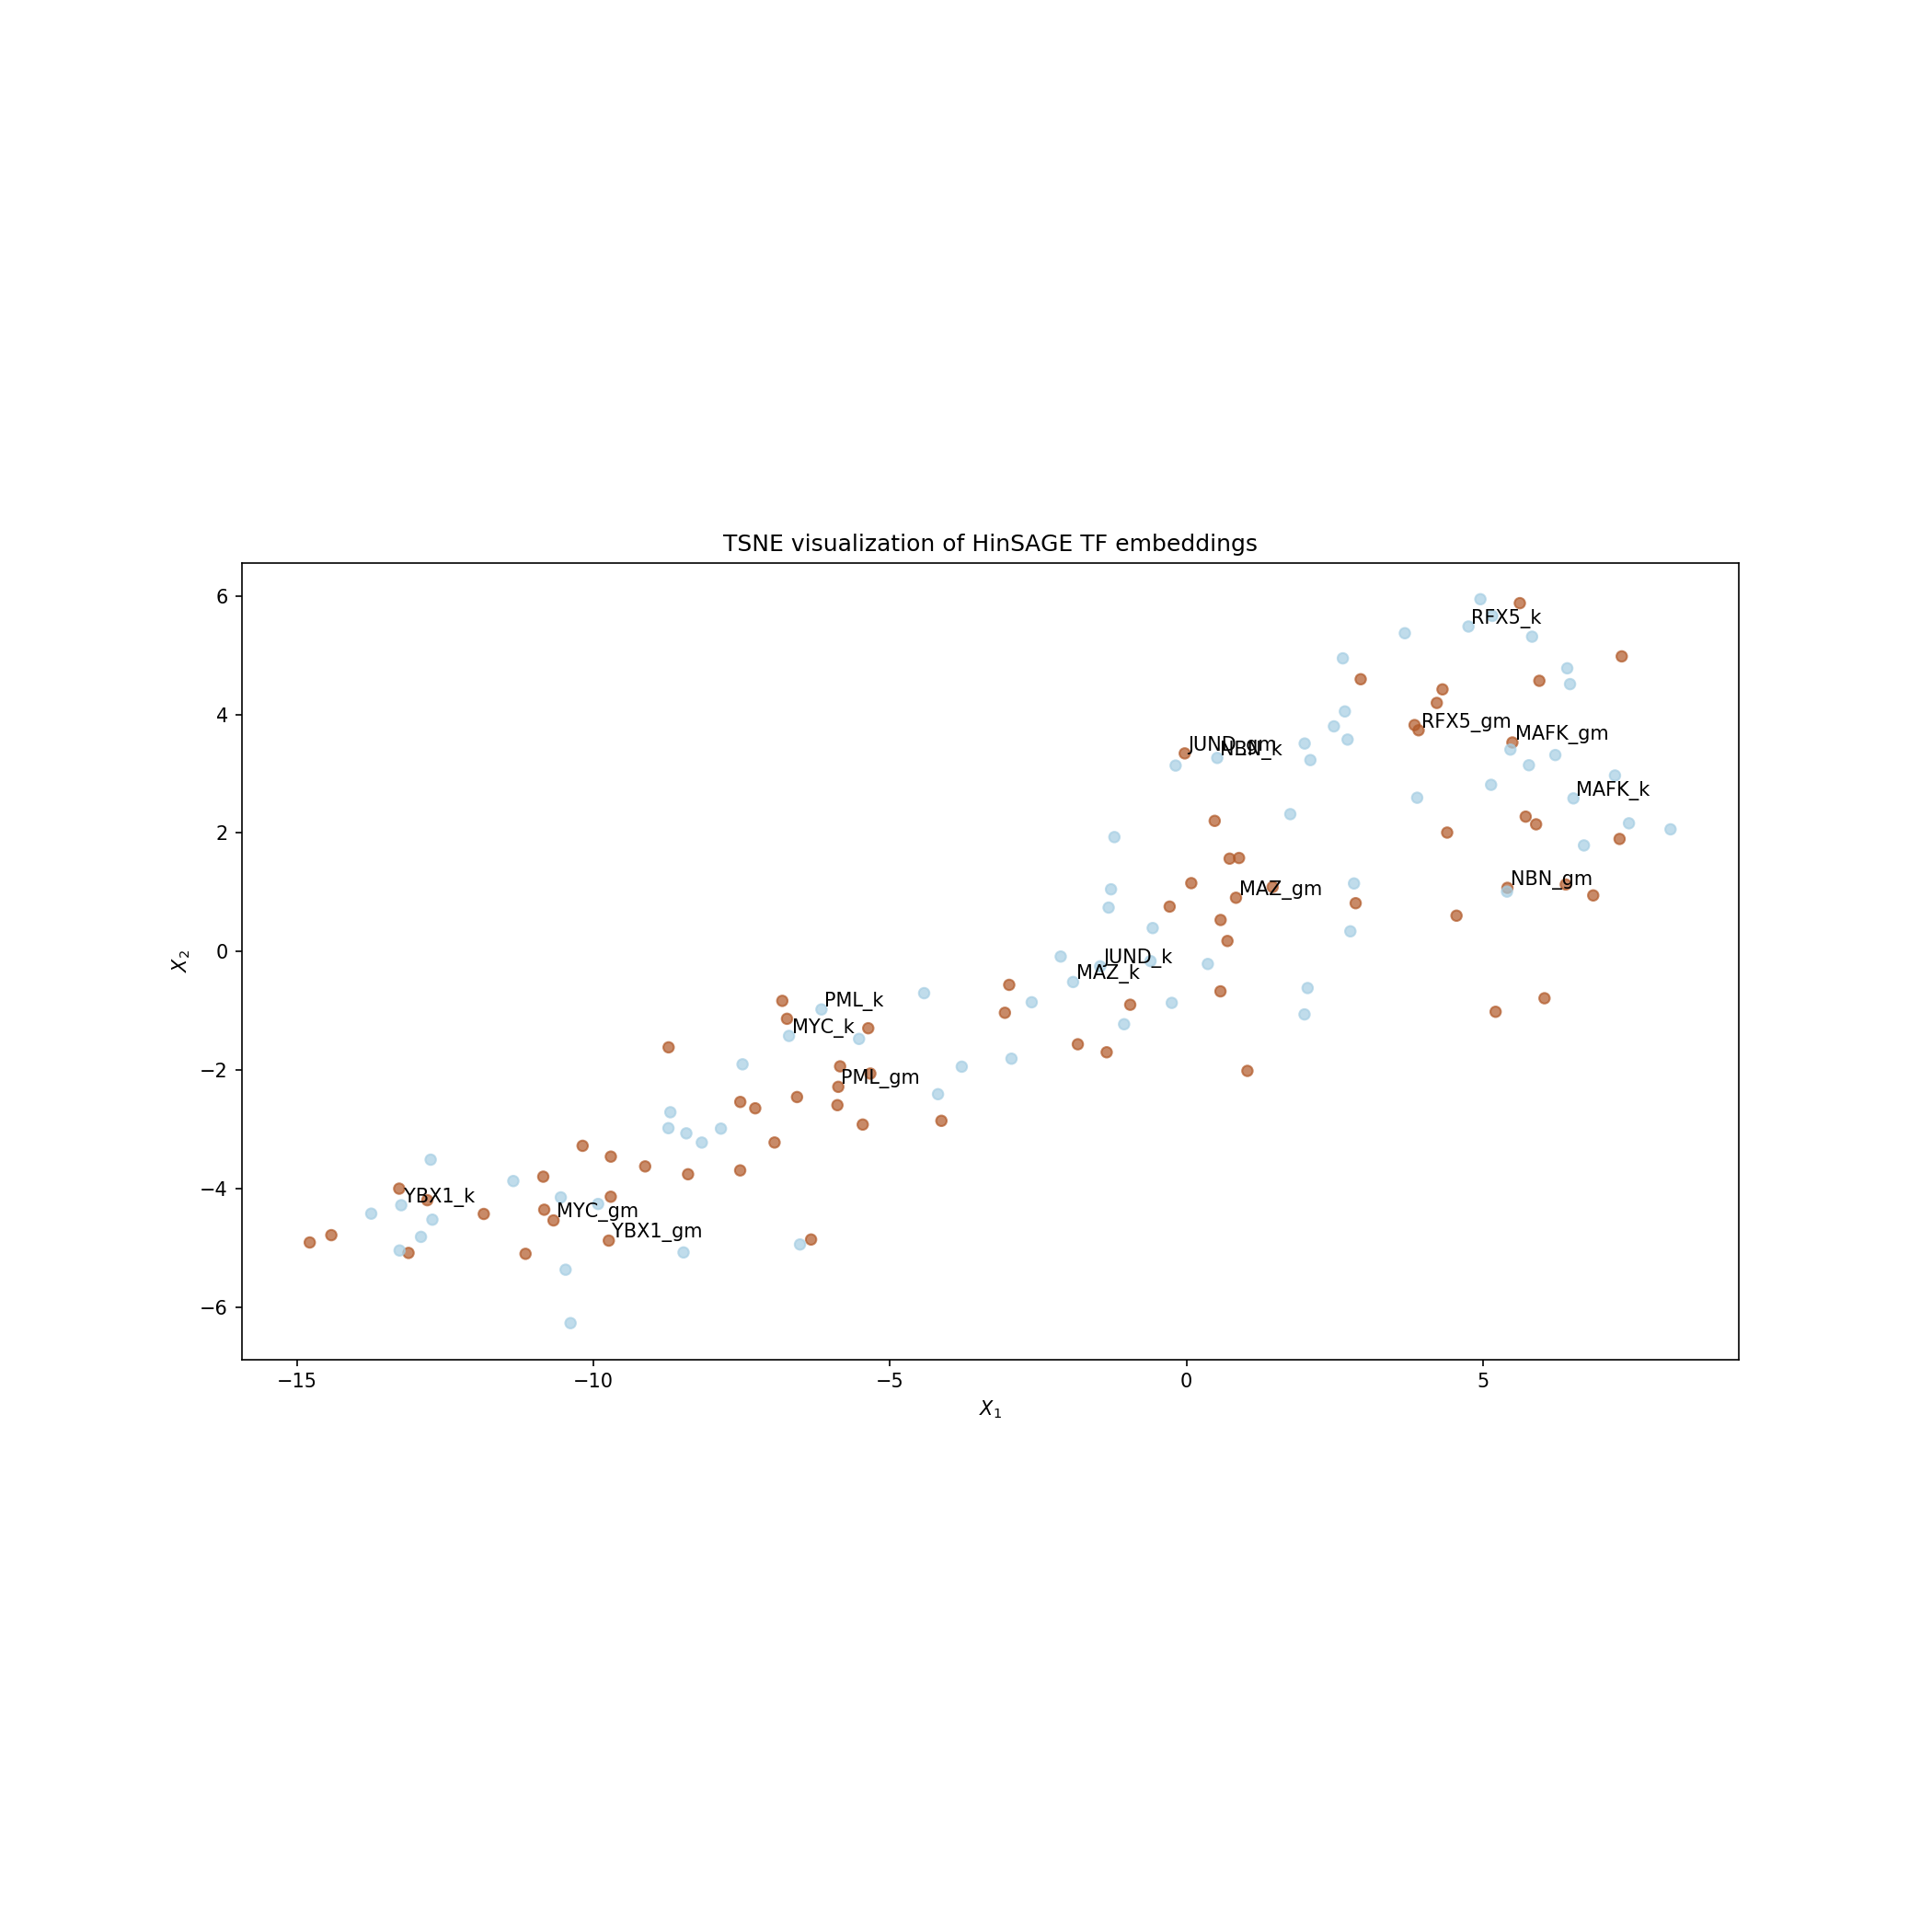 TSNE visualization of HinSAGE TF embeddings
6
4
2
0
−2
−4
−6
X₂
RFX5_k
RFX5_gm
MAFK_gm
JUND_gm
NBN_k
MAFK_k
NBN_gm
MAZ_gm
JUND_k
MAZ_k
PML_k
MYC_k
PML_gm
YBX1_k
MYC_gm
YBX1_gm
−15 −10 −5 0 5
X₁